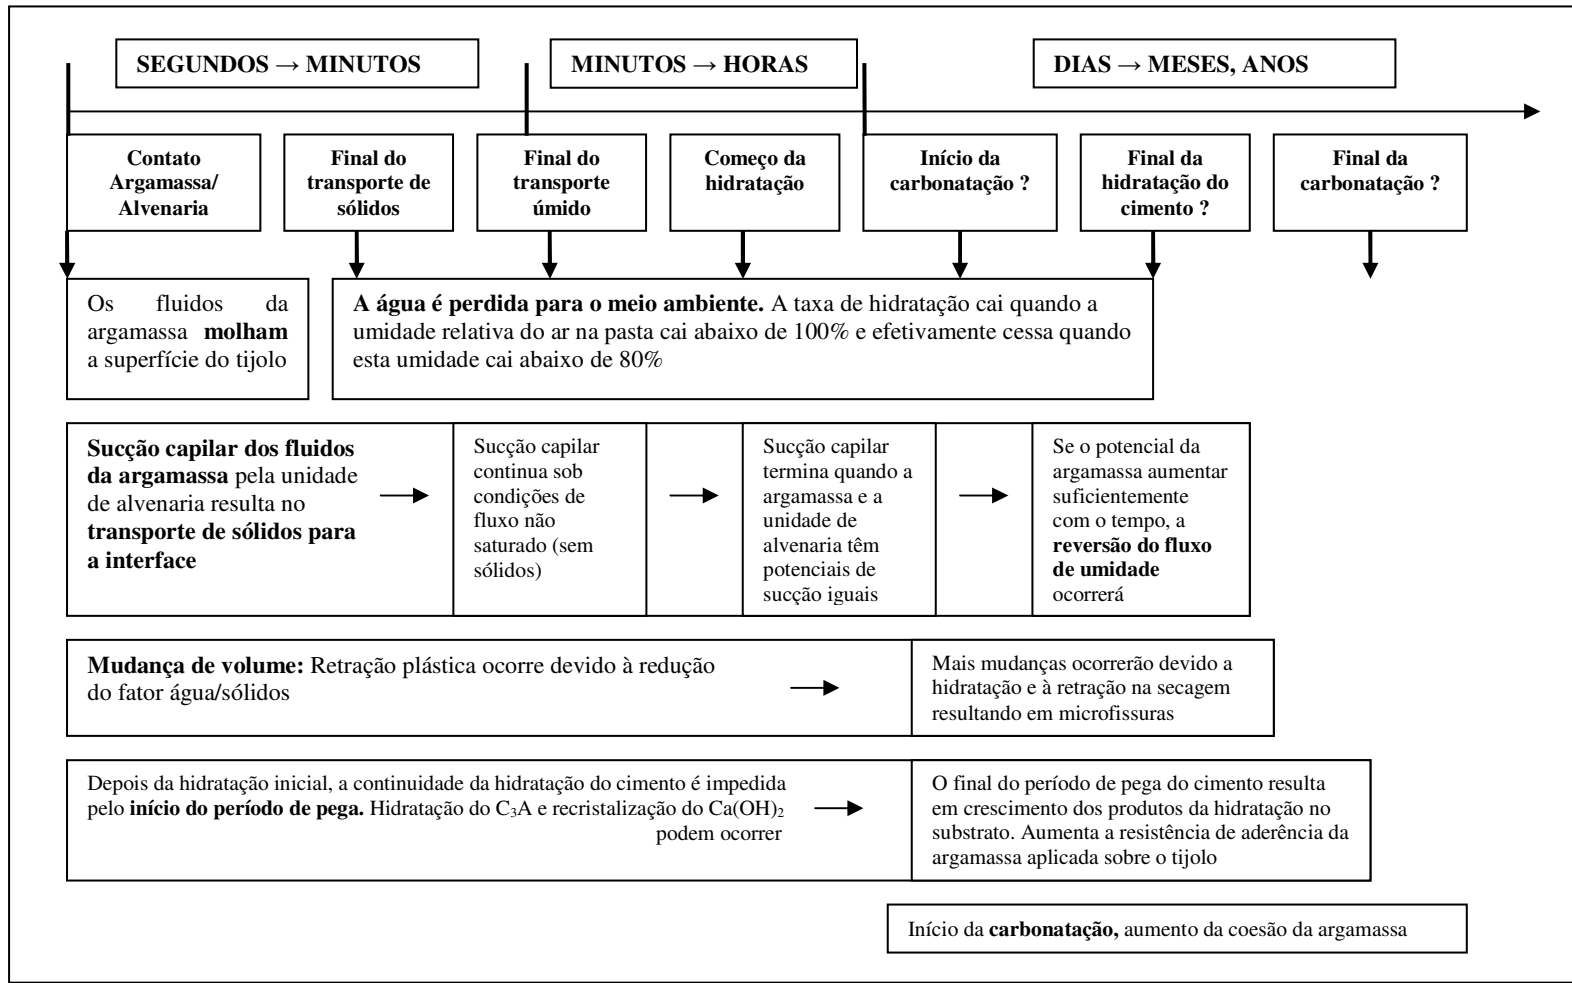 SEGUNDOS → MINUTOS
MINUTOS → HORAS
DIAS → MESES, ANOS
Contato
Argamassa/
Alvenaria
Final do
transporte de
sólidos
Final do
transporte
úmido
Começo da
hidratação
Início da
carbonatação ?
Final da
hidratação do
cimento ?
Final da
carbonatação ?
Os fluidos da
argamassa molham
a superfície do tijolo
A água é perdida para o meio ambiente. A taxa de hidratação cai quando a
umidade relativa do ar na pasta cai abaixo de 100% e efetivamente cessa quando
esta umidade cai abaixo de 80%
Sucção capilar dos fluidos
da argamassa pela unidade
de alvenaria resulta no
transporte de sólidos para
a interface
Sucção capilar
continua sob
condições de
fluxo não
saturado (sem
sólidos)
Sucção capilar
termina quando a
argamassa e a
unidade de
alvenaria têm
potenciais de
sucção iguais
Se o potencial da
argamassa aumentar
suficientemente
com o tempo, a
reversão do fluxo
de umidade
ocorrerá
Mudança de volume: Retração plástica ocorre devido à redução
do fator água/sólidos
Mais mudanças ocorrerão devido a
hidratação e à retração na secagem
resultando em microfissuras
Depois da hidratação inicial, a continuidade da hidratação do cimento é impedida
pelo início do período de pega. Hidratação do C₃A e recristalização do Ca(OH)₂
podem ocorrer
O final do período de pega do cimento resulta
em crescimento dos produtos da hidratação no
substrato. Aumenta a resistência de aderência da
argamassa aplicada sobre o tijolo
Início da carbonatação, aumento da coesão da argamassa